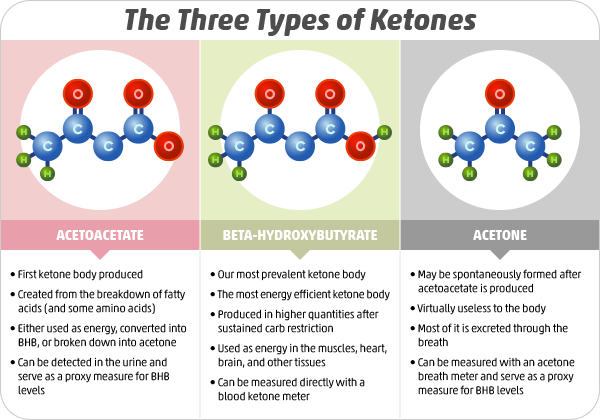 The Three Types of Ketones
O O
C C
H C C O
H
H
O O
C C
H C C O H
H
H
O
C
H C C H
H H
H H
ACETOACETATE
• First ketone body produced
• Created from the breakdown of fatty
acids (and some amino acids)
• Either used as energy, converted into
BHB, or broken down into acetone
• Can be detected in the urine and
serve as a proxy measure for BHB
levels
BETA-HYDROXYBUTYRATE
• Our most prevalent ketone body
• The most energy efficient ketone body
• Produced in higher quantities after
sustained carb restriction
• Used as energy in the muscles, heart,
brain, and other tissues
• Can be measured directly with a
blood ketone meter
ACETONE
• May be spontaneously formed after
acetoacetate is produced
• Virtually useless to the body
• Most of it is excreted through the
breath
• Can be measured with an acetone
breath meter and serve as a proxy
measure for BHB levels